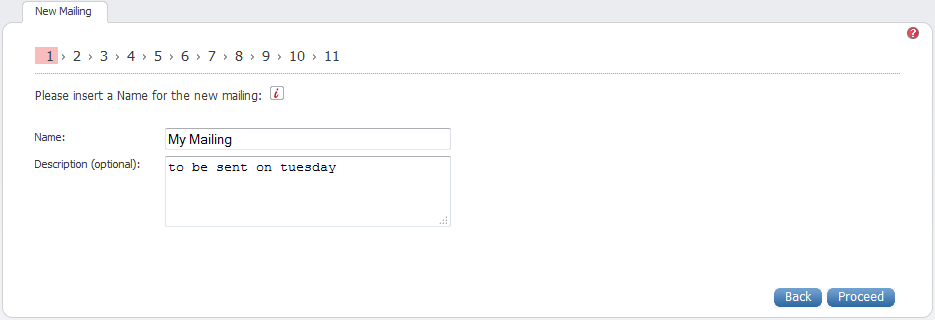 New Mailing
?
1 › 2 › 3 › 4 › 5 › 6 › 7 › 8 › 9 › 10 › 11
Please insert a Name for the new mailing: i
Name: My Mailing
Description (optional): to be sent on tuesday
Back Proceed